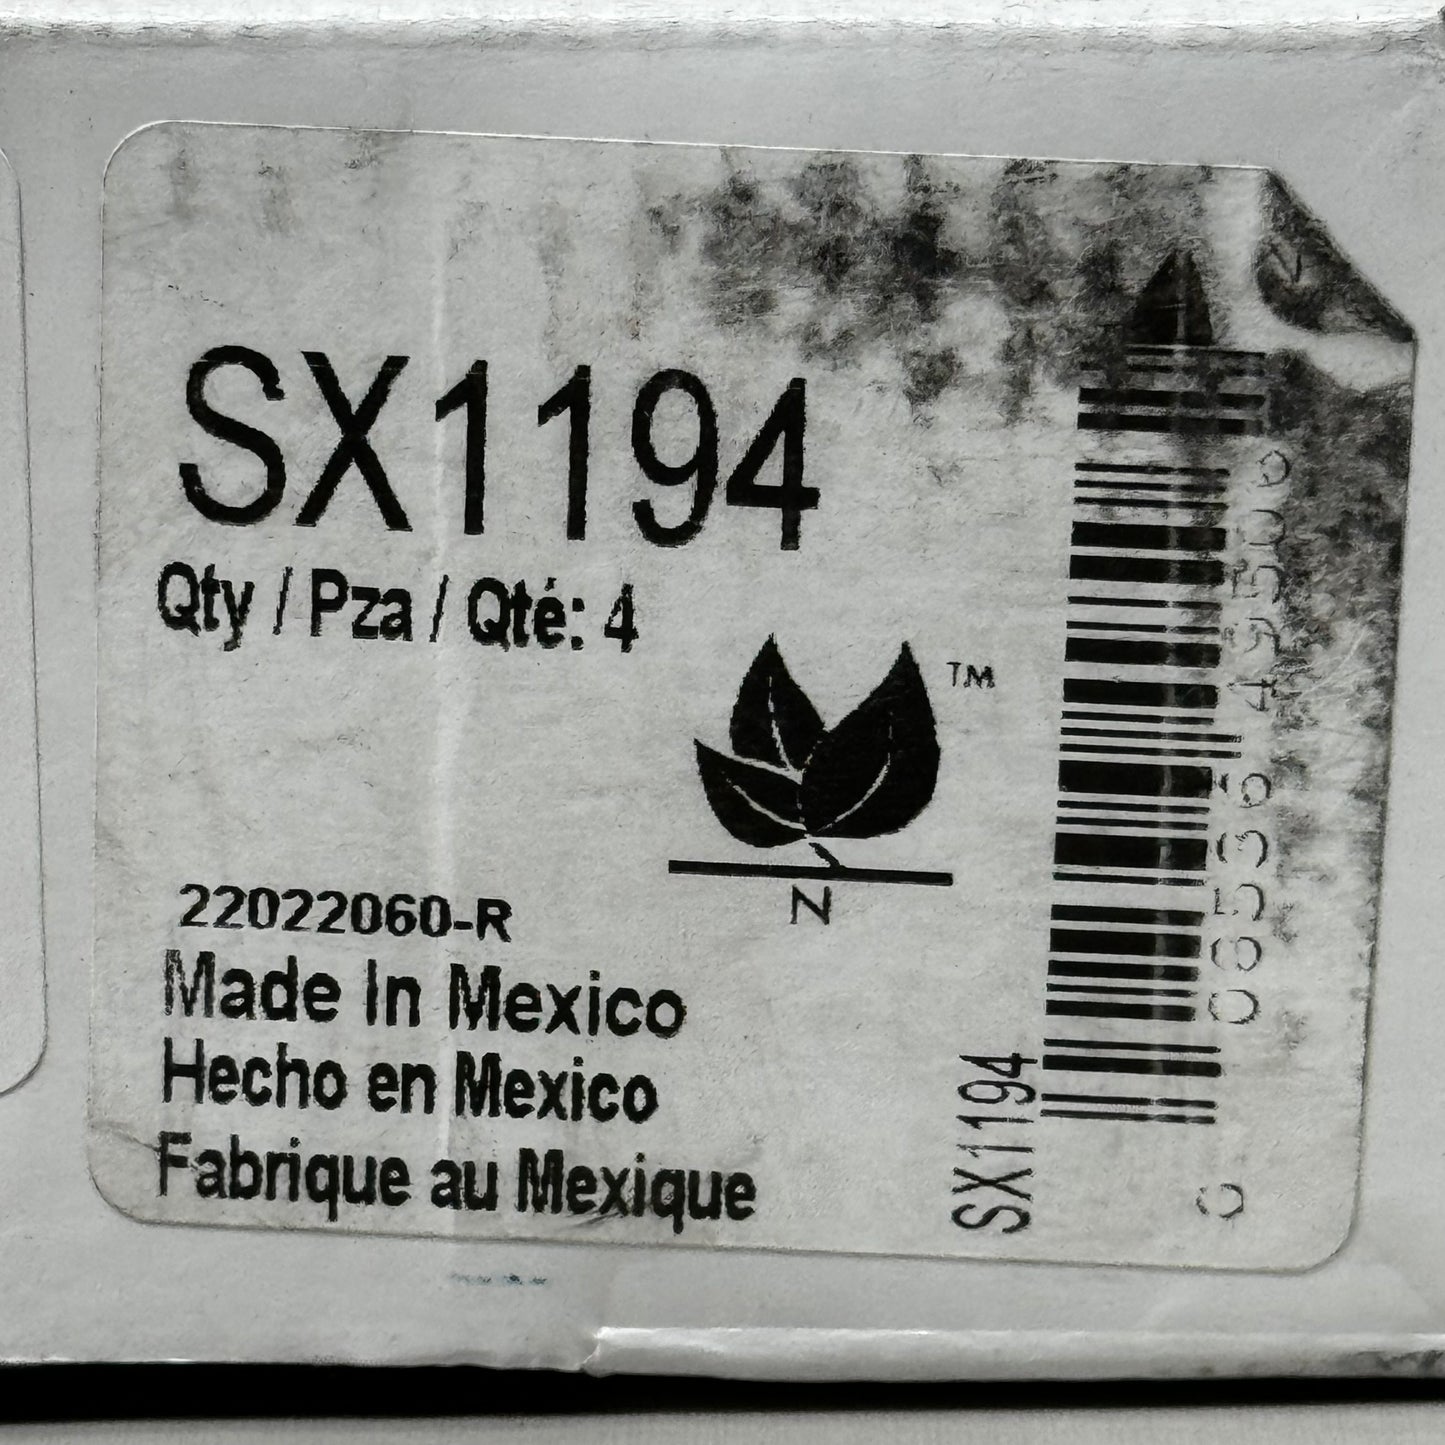 SX1194
Qty / Pza / Qté: 4
TM
N
22022060-R
Made In Mexico
Hecho en Mexico
Fabrique au Mexique
SX1194